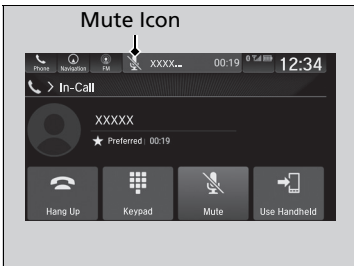 Mute Icon
Phone Navigation FM XXXX... 00:19 12:34
> In-Call
XXXXX
★ Preferred | 00:19
Hang Up Keypad Mute Use Handheld